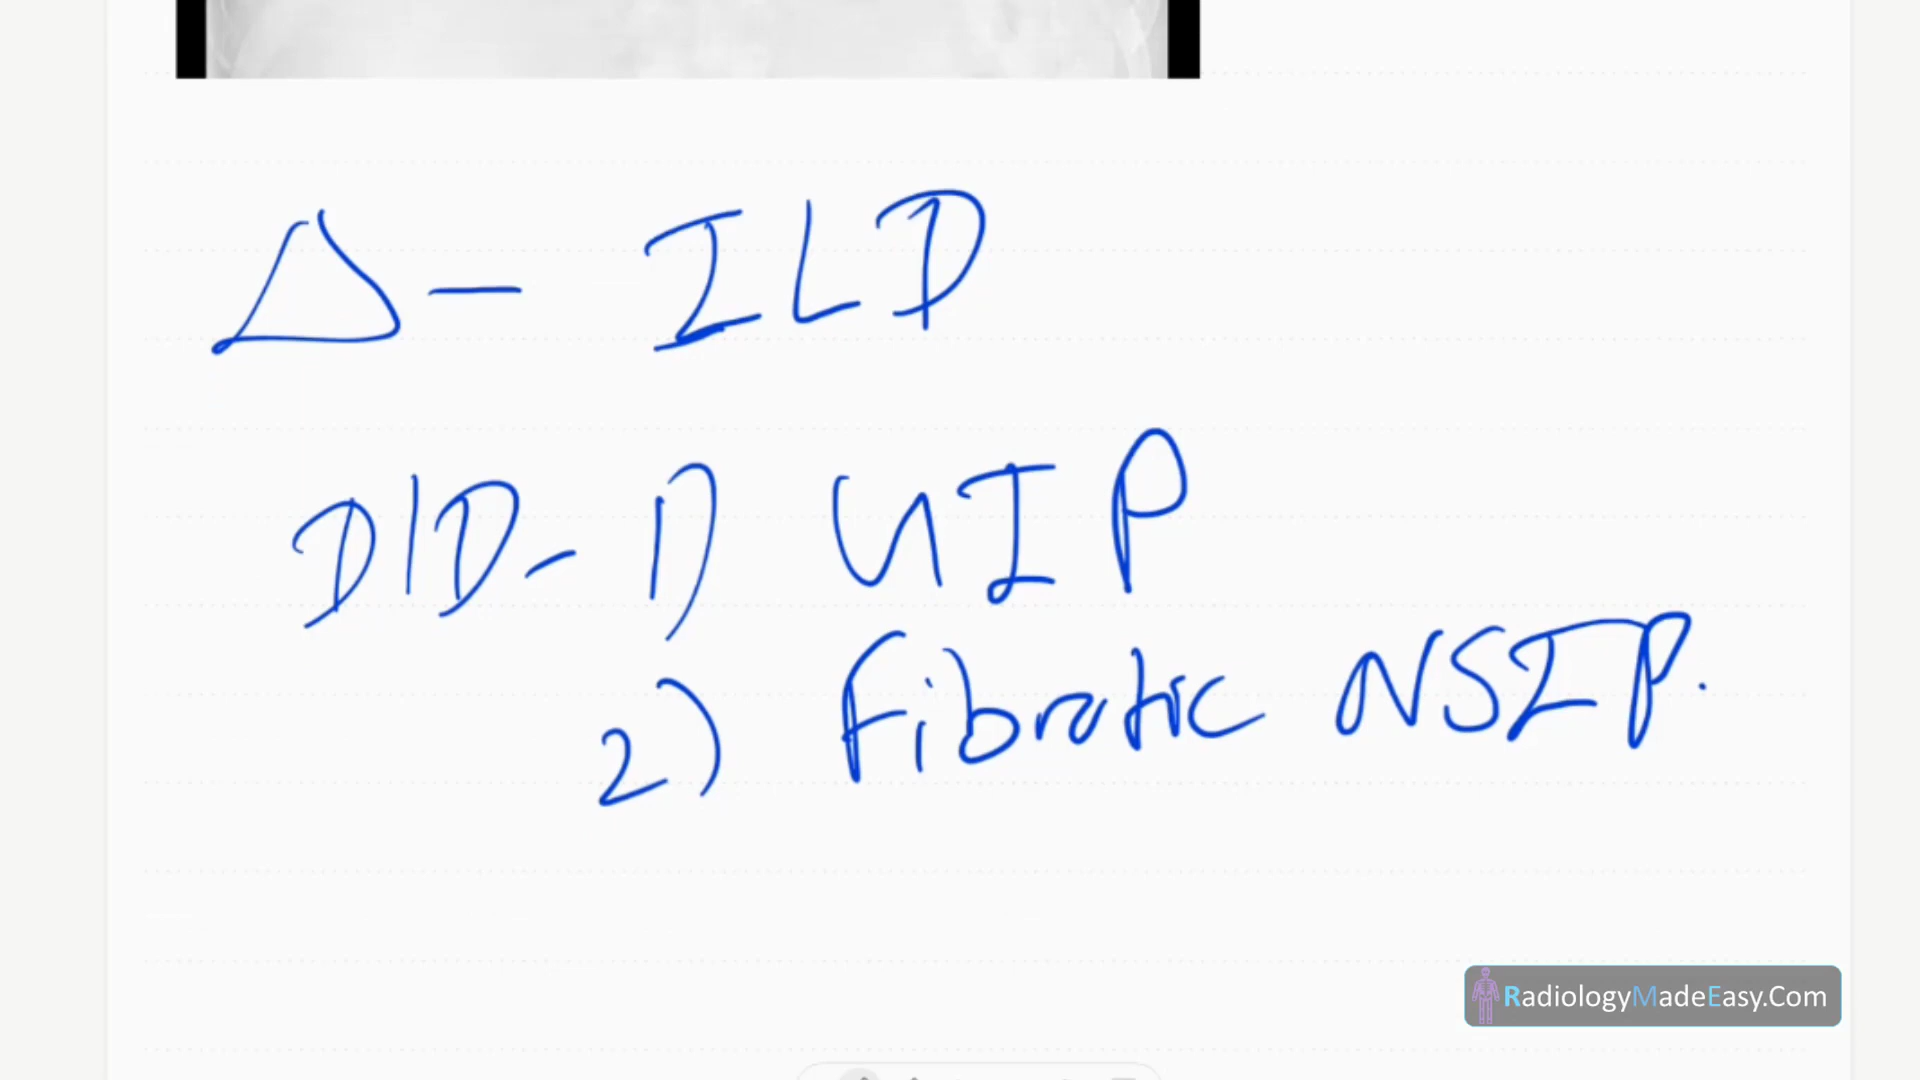 Δ - ILD
D/D - 1) UIP
2) Fibrotic NSIP.
RadiologyMadeEasy.Com